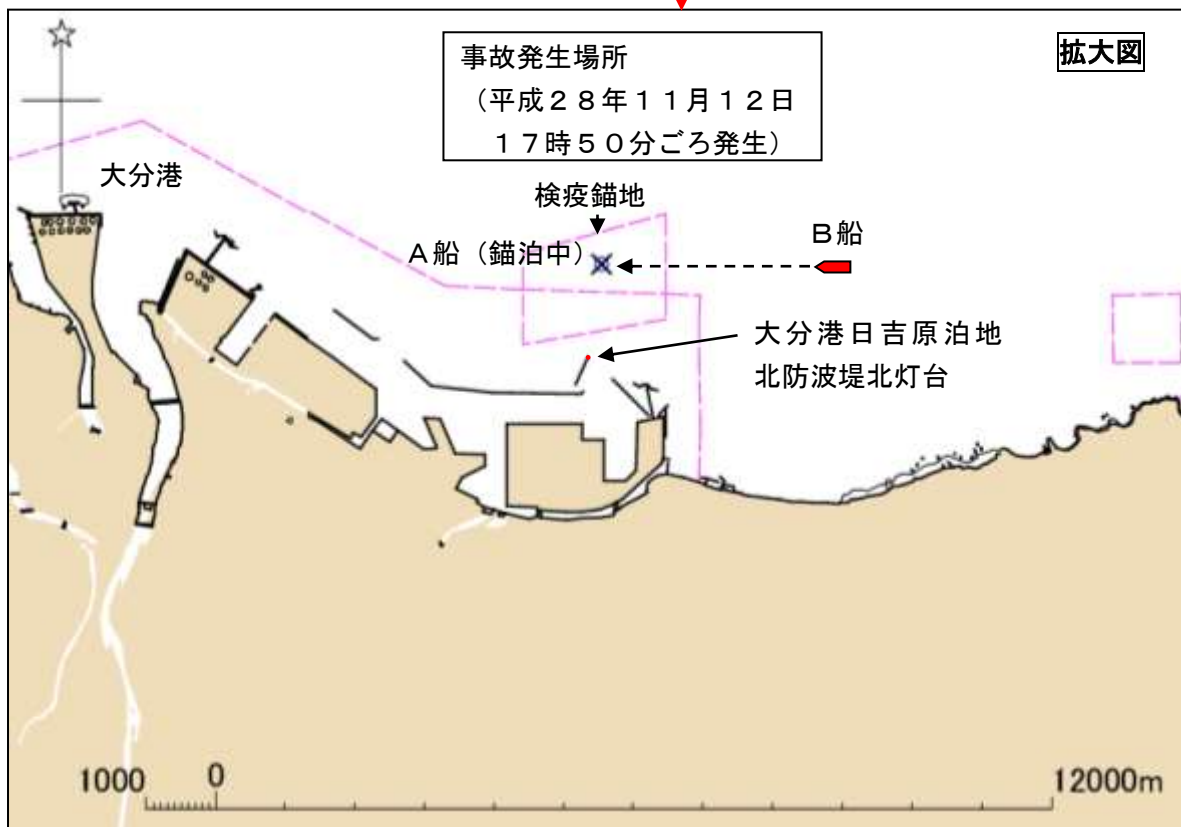 拡大図
事故発生場所
（平成２８年１１月１２日
１７時５０分ごろ発生）
大分港
検疫錨地
Ａ船（錨泊中）
Ｂ船
大分港日吉原泊地
北防波堤北灯台
1000 0 12000m